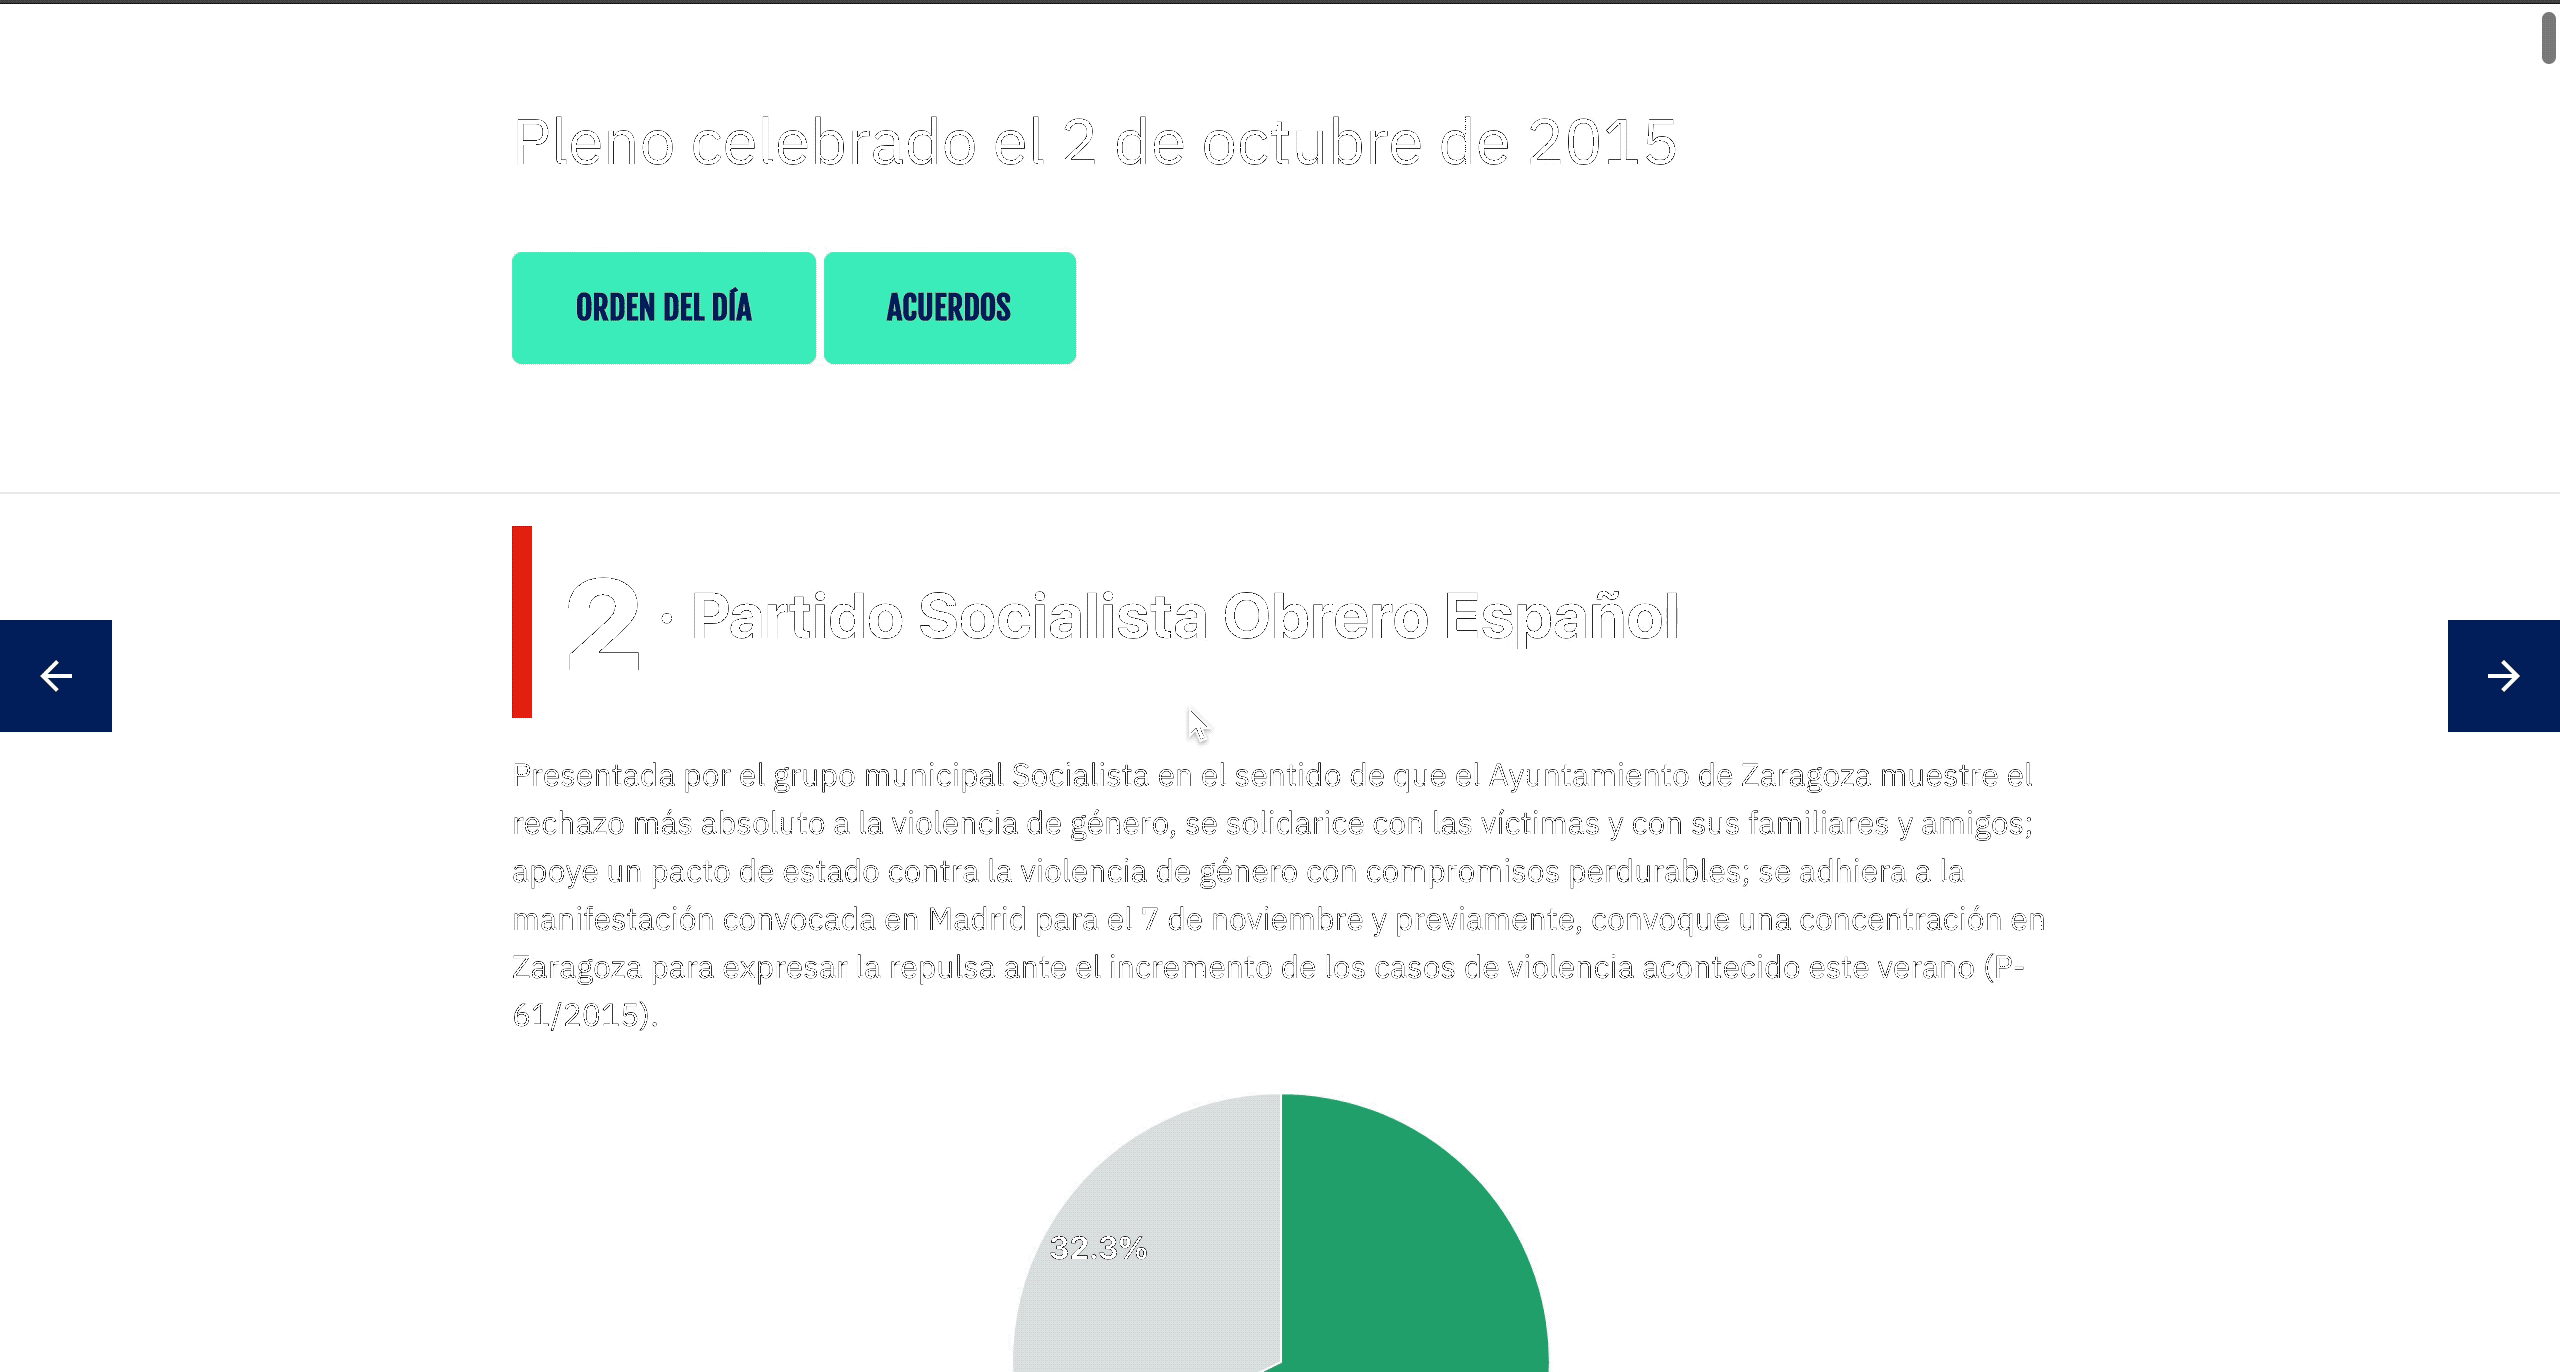 Pleno celebrado el 2 de octubre de 2015
ORDEN DEL DÍA
ACUERDOS
2 · Partido Socialista Obrero Español
Presentada por el grupo municipal Socialista en el sentido de que el Ayuntamiento de Zaragoza muestre el
rechazo más absoluto a la violencia de género, se solidarice con las víctimas y con sus familiares y amigos;
apoye un pacto de estado contra la violencia de género con compromisos perdurables; se adhiera a la
manifestación convocada en Madrid para el 7 de noviembre y previamente, convoque una concentración en
Zaragoza para expresar la repulsa ante el incremento de los casos de violencia acontecido este verano (P-
61/2015).
32.3%